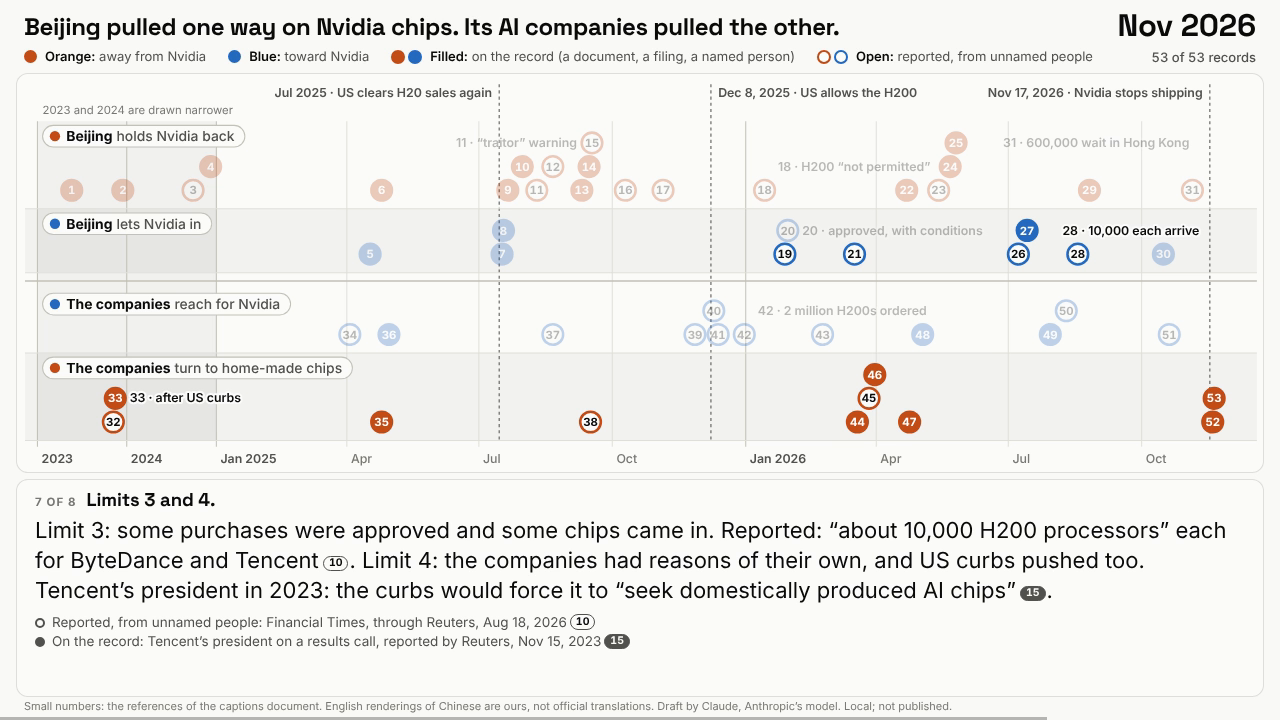 Beijing pulled one way on Nvidia chips. Its AI companies pulled the other.
Nov 2026
Orange: away from Nvidia
Blue: toward Nvidia
Filled: on the record (a document, a filing, a named person)
Open: reported, from unnamed people
53 of 53 records
Jul 2025 · US clears H20 sales again
Dec 8, 2025 · US allows the H200
Nov 17, 2026 · Nvidia stops shipping
2023 and 2024 are drawn narrower
Beijing holds Nvidia back
11 · “traitor” warning
15
25
31 · 600,000 wait in Hong Kong
4
10
12
14
18 · H200 “not permitted”
24
1
2
3
6
9
11
13
16
17
18
22
23
29
31
Beijing lets Nvidia in
8
20
20 · approved, with conditions
27
28 · 10,000 each arrive
5
7
19
21
26
28
30
The companies reach for Nvidia
40
42 · 2 million H200s ordered
50
34
36
37
39
41
42
43
48
49
51
The companies turn to home-made chips
46
33
33 · after US curbs
45
53
32
35
38
44
47
52
2023
2024
Jan 2025
Apr
Jul
Oct
Jan 2026
Apr
Jul
Oct
7 OF 8 Limits 3 and 4.
Limit 3: some purchases were approved and some chips came in. Reported: “about 10,000 H200 processors” each
for ByteDance and Tencent 10. Limit 4: the companies had reasons of their own, and US curbs pushed too.
Tencent’s president in 2023: the curbs would force it to “seek domestically produced AI chips” 15.
Reported, from unnamed people: Financial Times, through Reuters, Aug 18, 2026 10
On the record: Tencent’s president on a results call, reported by Reuters, Nov 15, 2023 15
Small numbers: the references of the captions document. English renderings of Chinese are ours, not official translations. Draft by Claude, Anthropic’s model. Local; not published.